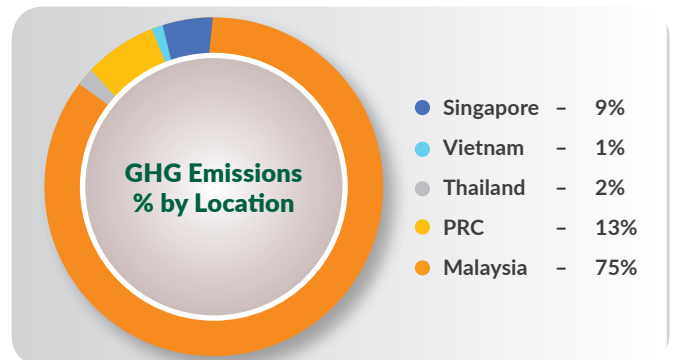 GHG Emissions
% by Location
Singapore – 9%
Vietnam – 1%
Thailand – 2%
PRC – 13%
Malaysia – 75%